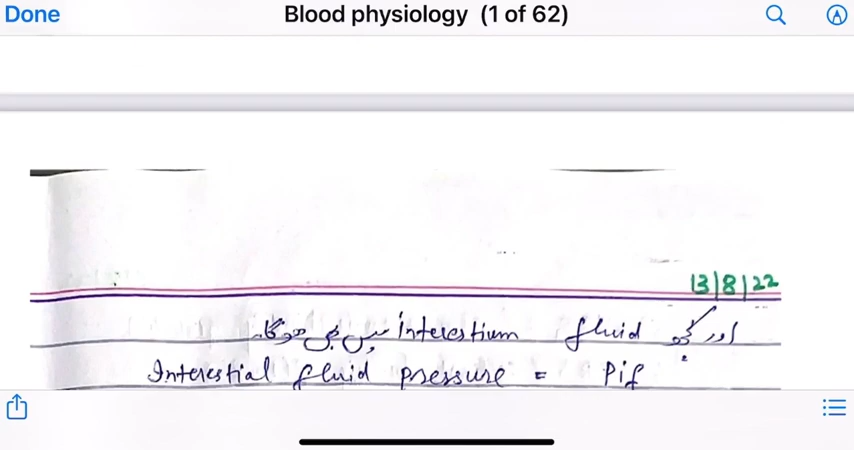 Done Blood physiology (1 of 62)
13/8/22
اور کچھ fluid interestium میں بھی ہوگا۔
Interestial fluid pressure = Pif